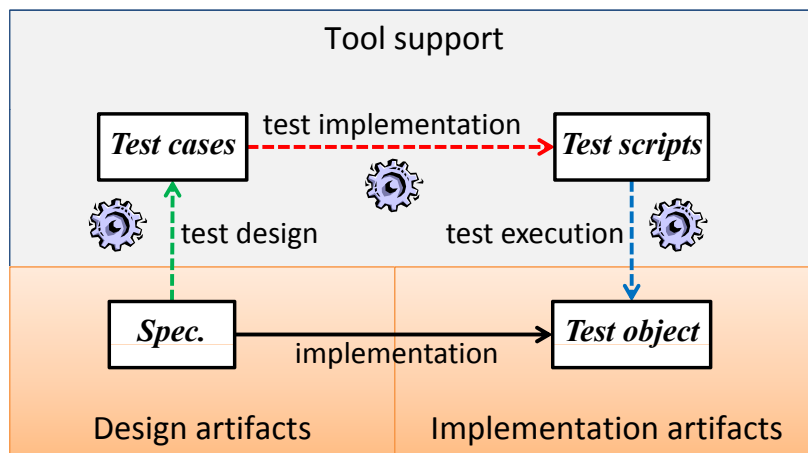 Tool support
test implementation
Test cases
Test scripts
test design
test execution
Spec.
Test object
implementation
Design artifacts
Implementation artifacts